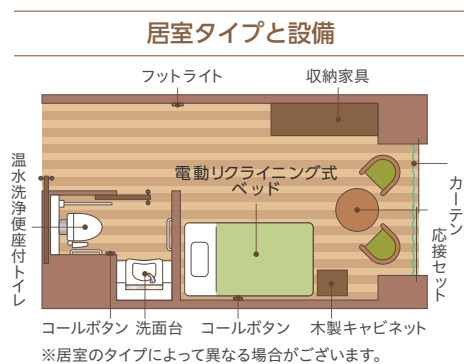 居室タイプと設備
フットライト
収納家具
温水洗浄便座付トイレ
電動リクライニング式
ベッド
カーテン
応接セット
コールボタン
洗面台
コールボタン
木製キャビネット
※居室のタイプによって異なる場合がございます。